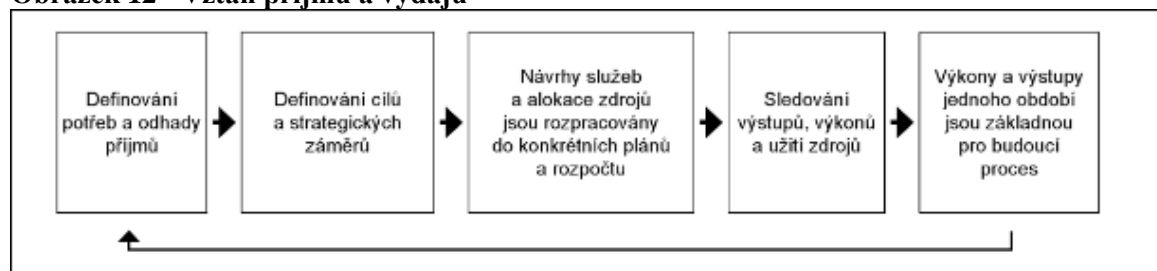 Obrázek 12 - Vztah příjmů a výdajů
Definování
potřeb a odhady
příjmů
Definování cílů
a strategických
záměrů
Návrhy služeb
a alokace zdrojů
jsou rozpracovány
do konkrétních plánů
a rozpočtu
Sledování
výstupů, výkonů
a užití zdrojů
Výkony a výstupy
jednoho období
jsou základnou
pro budoucí
proces